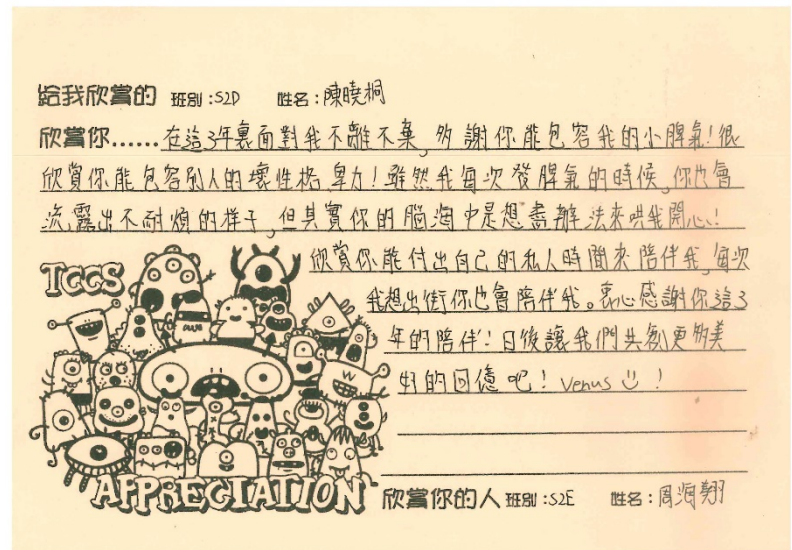 給我欣賞的 班別:S2D 姓名:陳曉桐
欣賞你......在這3年裏面對我不離不棄,多謝你能包容我的小脾氣!很
欣賞你能包容別人的壞性格畀力!雖然我每次發脾氣的時候,你也會
流露出不耐煩的样子,但其實你的腦海中是想盡辦法來哄我開心!
欣賞你能付出自己的私人時間來陪伴我,每次
我想出街你也會陪伴我。衷心感謝你這3
年的陪伴!日後讓我們共創更多美
好的回億吧! Venus !
TCCS
APPRECIATION
欣賞你的人 班別:S2E 姓名:周海翔